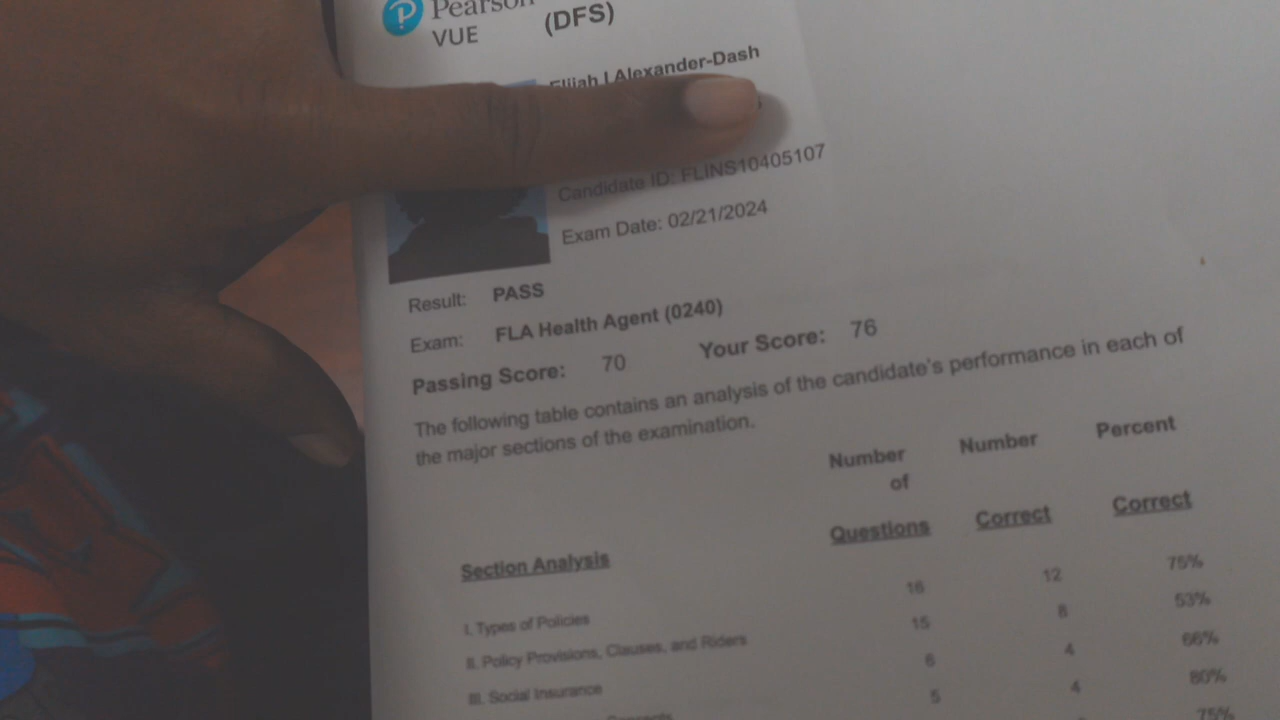 Pearson
VUE
(DFS)
Elijah I Alexander-Dash
Candidate ID: FLINS10405107
Exam Date: 02/21/2024
Result: PASS
Exam: FLA Health Agent (0240)
Passing Score: 70 Your Score: 76
The following table contains an analysis of the candidate's performance in each of
the major sections of the examination.
Number of Questions Number Correct Percent Correct
Section Analysis
I. Types of Policies 16 12 75%
II. Policy Provisions, Clauses, and Riders 15 8 53%
III. Social Insurance 6 4 66%
5 4 80%
75%